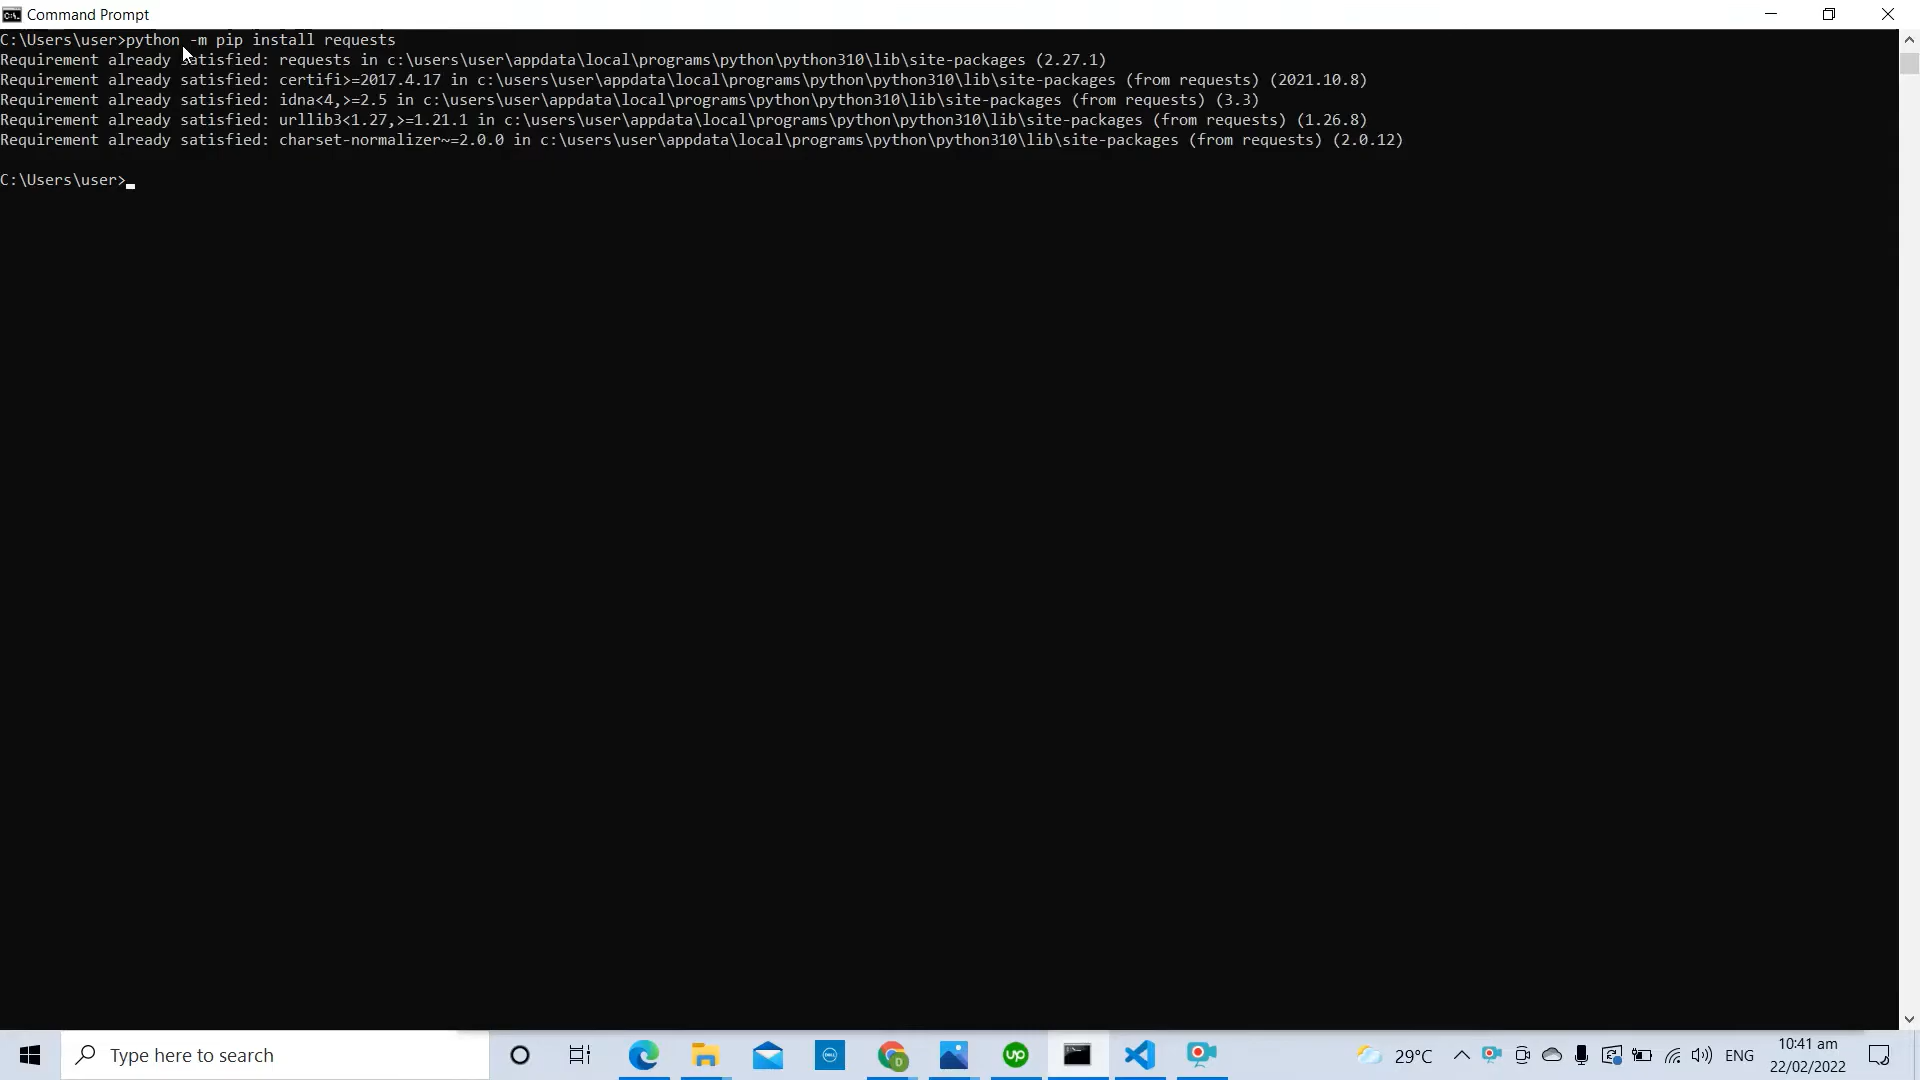 Command Prompt
C:\Users\user>python -m pip install requests
Requirement already satisfied: requests in c:\users\user\appdata\local\programs\python\python310\lib\site-packages (2.27.1)
Requirement already satisfied: certifi>=2017.4.17 in c:\users\user\appdata\local\programs\python\python310\lib\site-packages (from requests) (2021.10.8)
Requirement already satisfied: idna<4,>=2.5 in c:\users\user\appdata\local\programs\python\python310\lib\site-packages (from requests) (3.3)
Requirement already satisfied: urllib3<1.27,>=1.21.1 in c:\users\user\appdata\local\programs\python\python310\lib\site-packages (from requests) (1.26.8)
Requirement already satisfied: charset-normalizer~=2.0.0 in c:\users\user\appdata\local\programs\python\python310\lib\site-packages (from requests) (2.0.12)
C:\Users\user>
Type here to search
29°C
ENG
10:41 am
22/02/2022